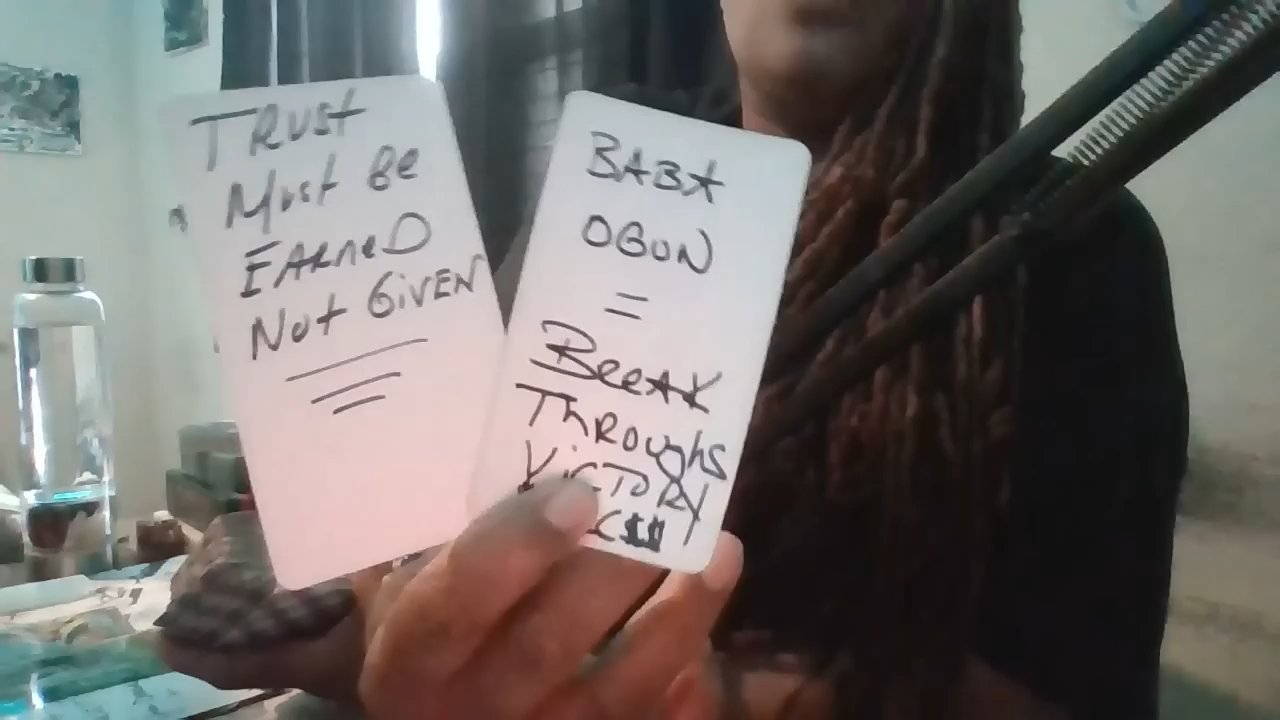 TRUST
MUST BE
EARNED
NOT GIVEN
BABA
OGUN
=
BREAK
THROUGHS
VICTORY